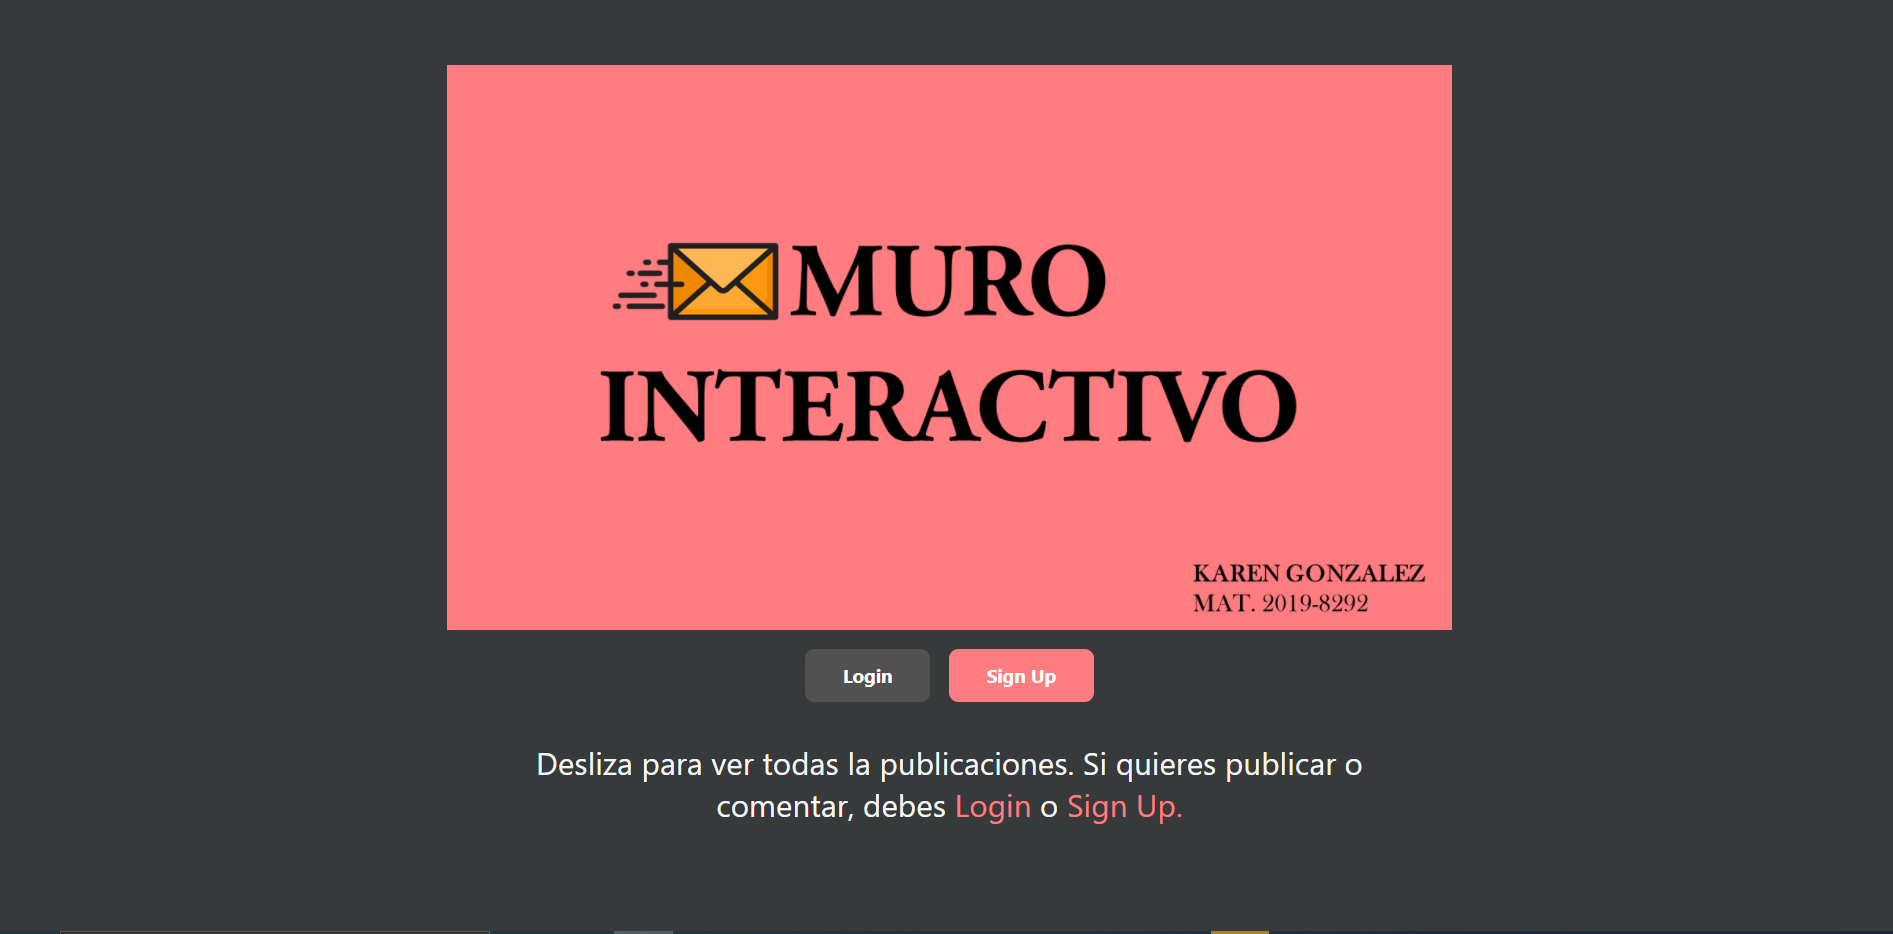 MURO
INTERACTIVO
KAREN GONZALEZ
MAT. 2019-8292
Login
Sign Up
Desliza para ver todas la publicaciones. Si quieres publicar o
comentar, debes Login o Sign Up.